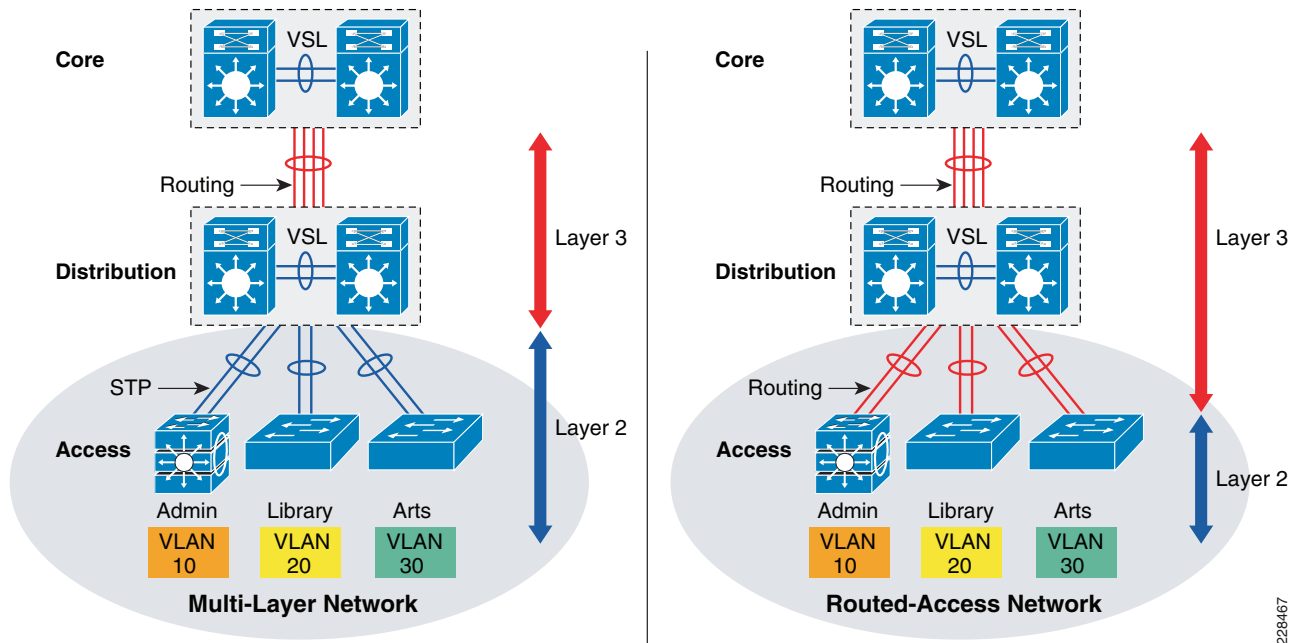 VSL
Core
Routing
Layer 3
VSL
Distribution
STP
Layer 2
Access
Admin
Library
Arts
VLAN
10
VLAN
20
VLAN
30
Multi-Layer Network
VSL
Core
Routing
Layer 3
VSL
Distribution
Routing
Access
Layer 2
Admin
Library
Arts
VLAN
10
VLAN
20
VLAN
30
Routed-Access Network
228467